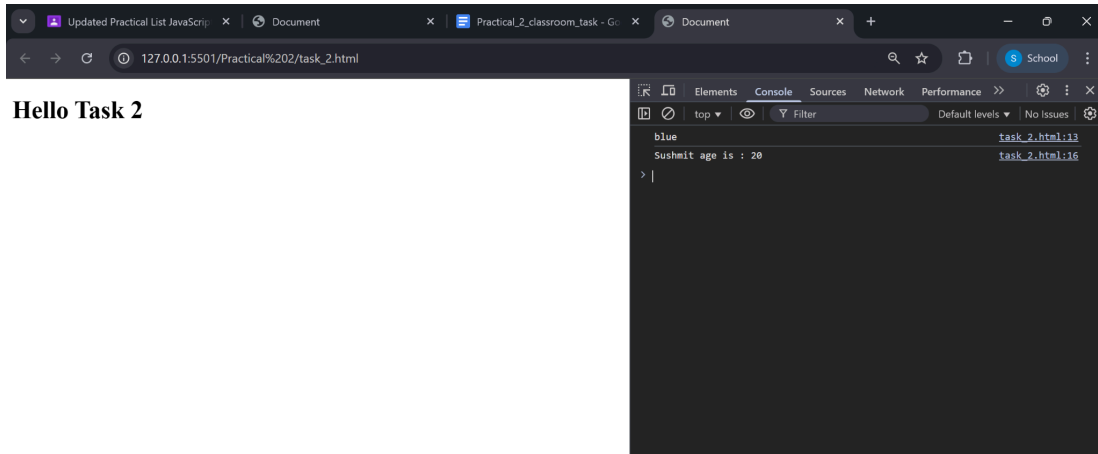 Updated Practical List JavaScrip
Document
Practical_2_classroom_task - Go
Document
127.0.0.1:5501/Practical%202/task_2.html
S School
Hello Task 2
Elements Console Sources Network Performance
top Filter Default levels No Issues
blue task_2.html:13
Sushmit age is : 20 task_2.html:16